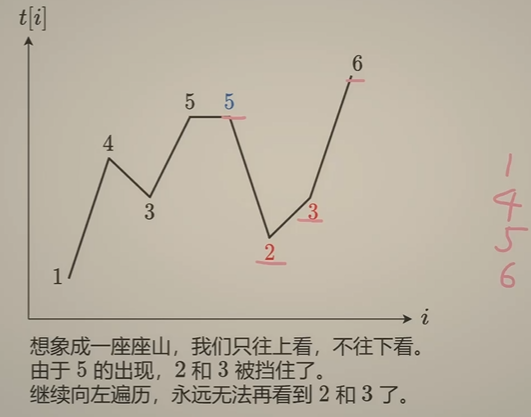 t[i]
6
5 5
4
3
3
2
1
i
1
4
5
6
想象成一座座山，我们只往上看，不往下看。
由于 5 的出现，2 和 3 被挡住了。
继续向左遍历，永远无法再看到 2 和 3 了。